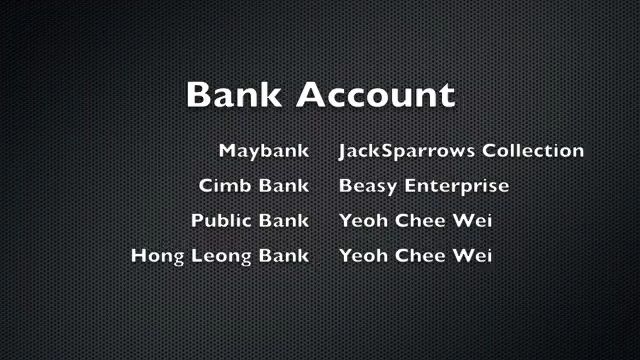 Bank Account
Maybank JackSparrows Collection
Cimb Bank Beasy Enterprise
Public Bank Yeoh Chee Wei
Hong Leong Bank Yeoh Chee Wei